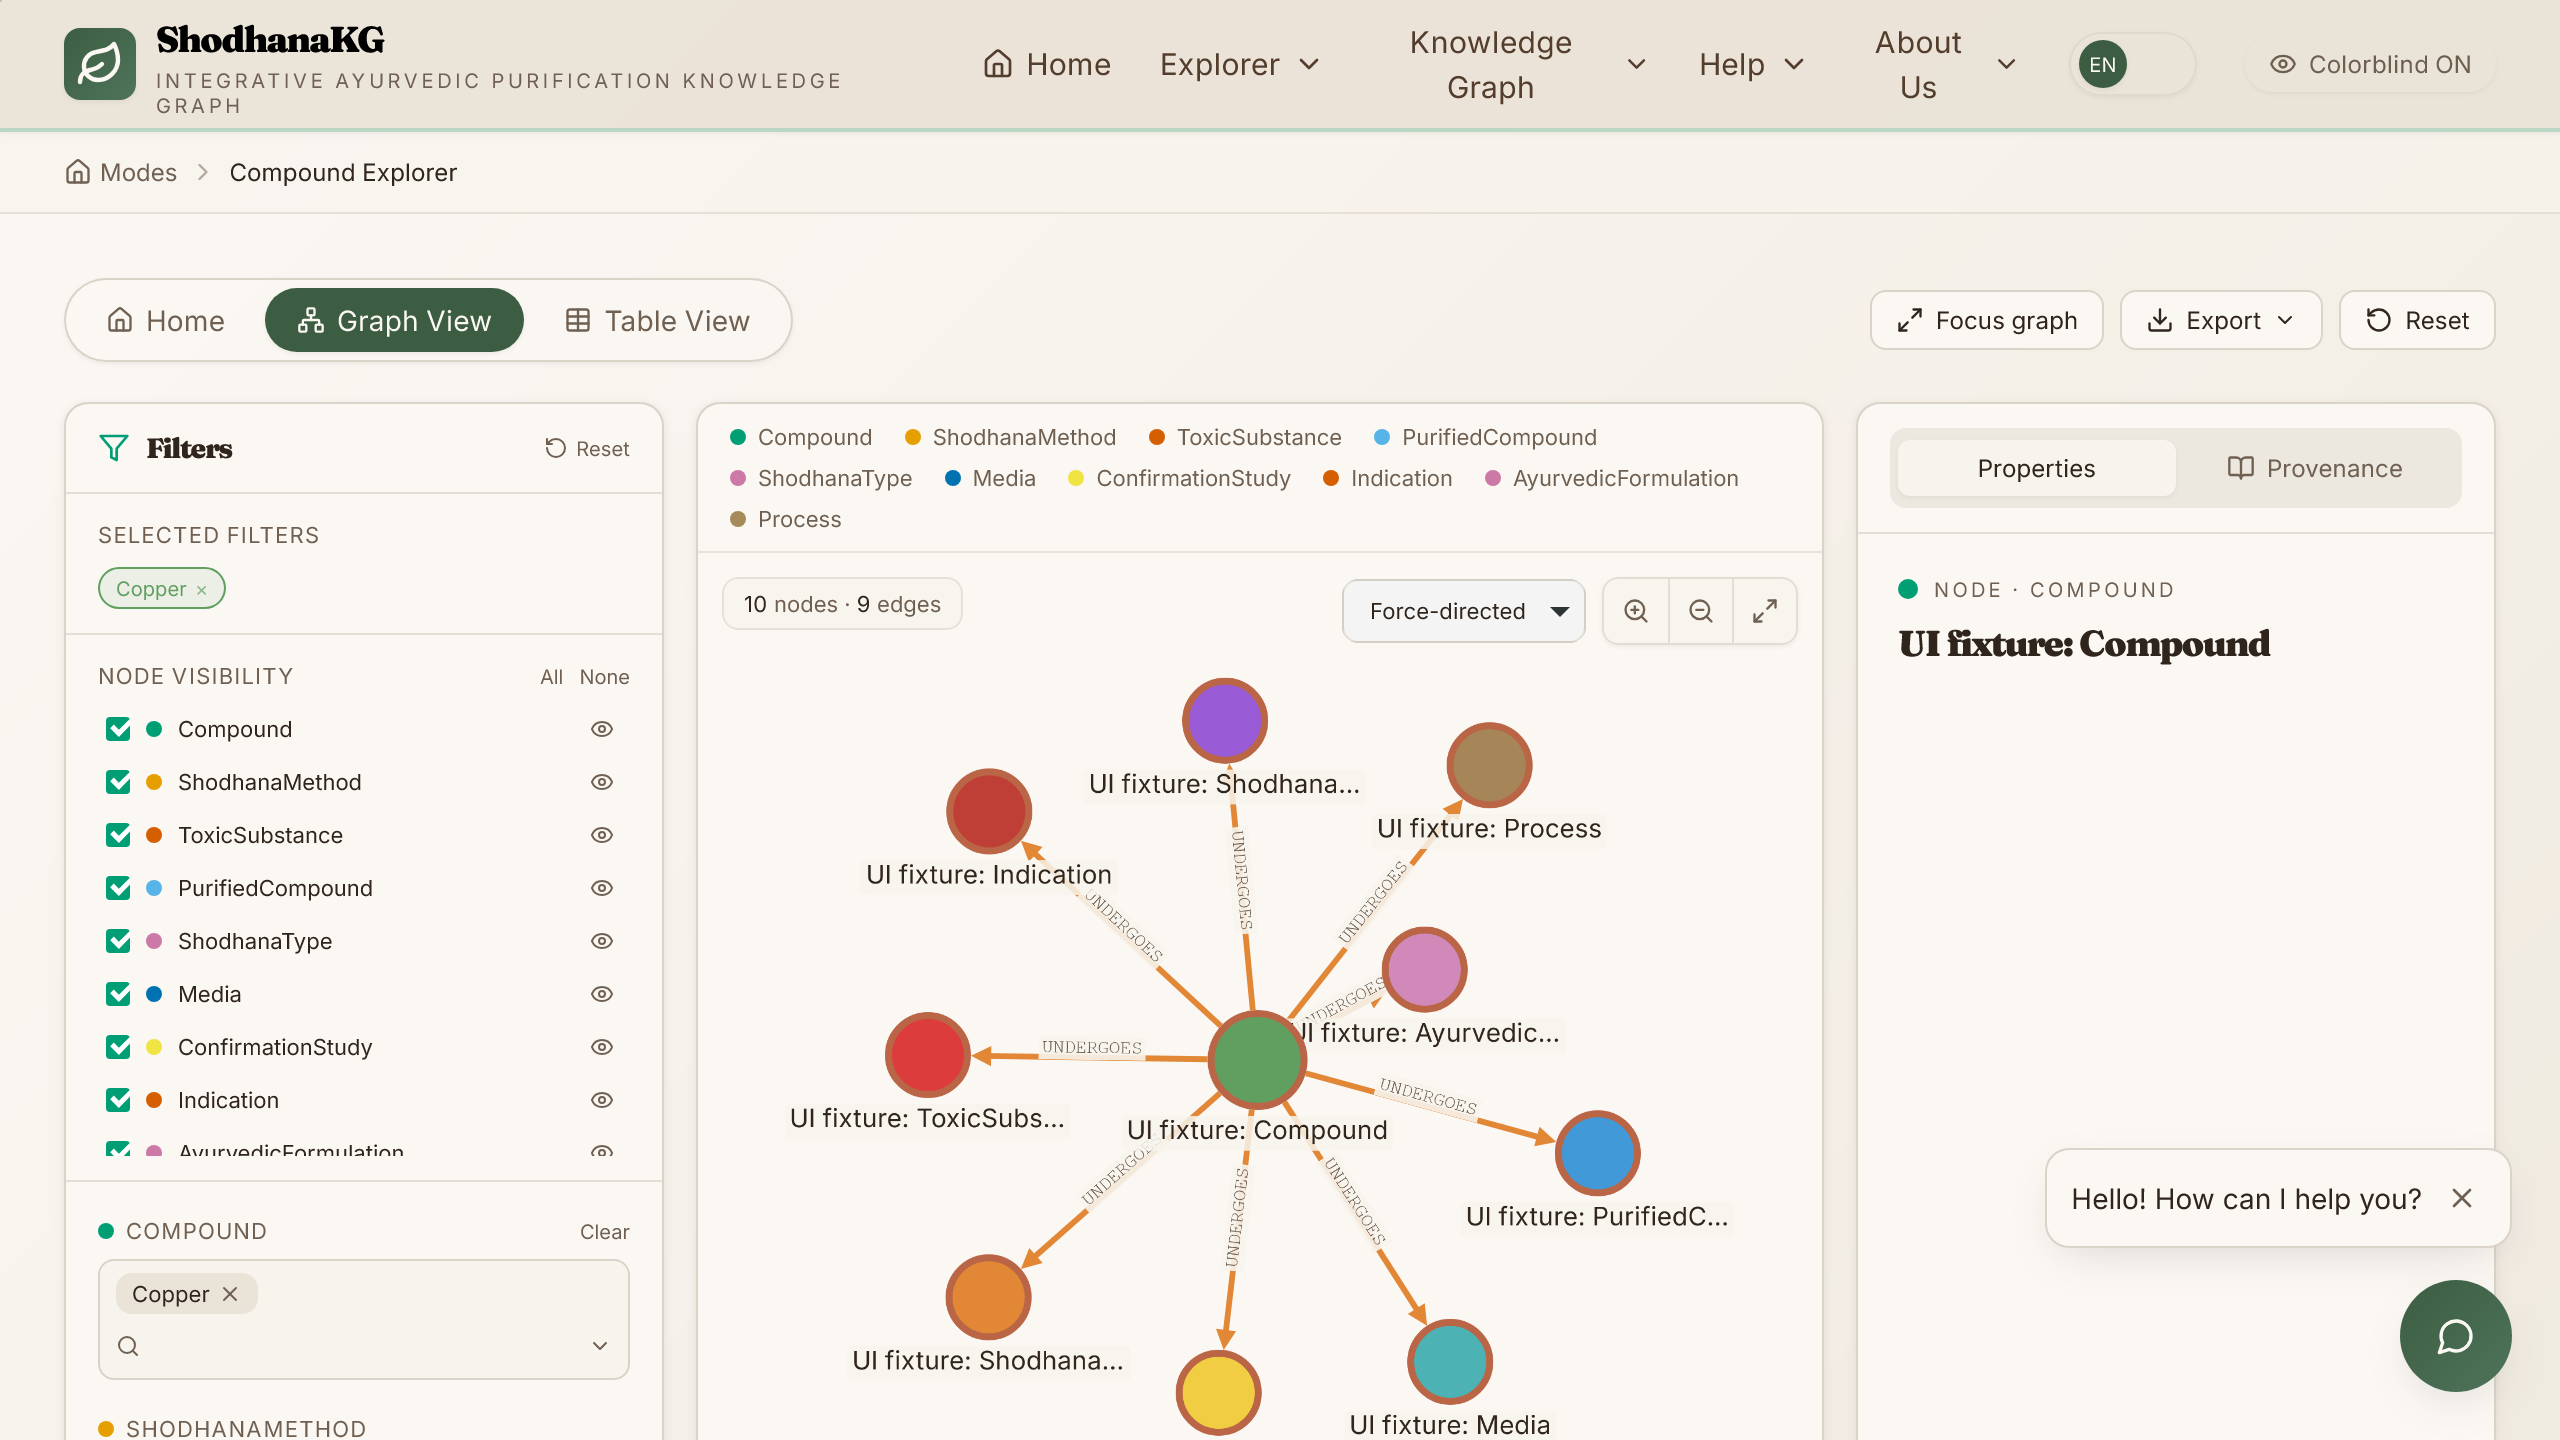 ShodhanaKG
INTEGRATIVE AYURVEDIC PURIFICATION KNOWLEDGE
GRAPH
Home
Explorer
Knowledge
Graph
Help
About
Us
EN
Colorblind ON
Modes
Compound Explorer
Home
Graph View
Table View
Focus graph
Export
Reset
Filters
Reset
SELECTED FILTERS
Copper ×
NODE VISIBILITY
All None
Compound
ShodhanaMethod
ToxicSubstance
PurifiedCompound
ShodhanaType
Media
ConfirmationStudy
Indication
AyurvedicFormulation
COMPOUND
Clear
Copper
SHODHANAMETHOD
Compound ShodhanaMethod ToxicSubstance PurifiedCompound
ShodhanaType Media ConfirmationStudy Indication AyurvedicFormulation
Process
10 nodes · 9 edges
Force-directed
UI fixture: Shodhana...
UI fixture: Process
UI fixture: Indication
UNDERGOES
UNDERGOES
UNDERGOES
UNDERGOES
UI fixture: Ayurvedic...
UNDERGOES
UI fixture: ToxicSubs...
UI fixture: Compound
UNDERGOES
UNDERGOES
UNDERGOES
UNDERGOES
UI fixture: PurifiedC...
UI fixture: Shodhana...
UI fixture: Media
Properties
Provenance
NODE · COMPOUND
UI fixture: Compound
Hello! How can I help you?